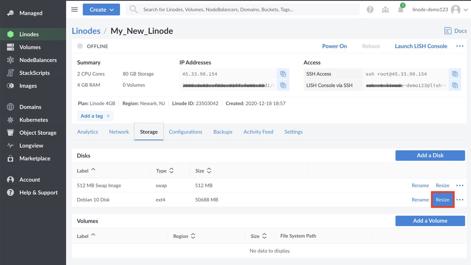 Managed
Create
Search for Linodes, Volumes, NodeBalancers, Domains, Buckets, Tags...
linode-demo123
Linodes
Volumes
NodeBalancers
StackScripts
Images
Domains
Kubernetes
Object Storage
Longview
Marketplace
Account
Help & Support
Linodes / My_New_Linode
Docs
OFFLINE
Power On
Reboot
Launch LISH Console
Summary
2 CPU Cores
80 GB Storage
4 GB RAM
0 Volumes
IP Addresses
45.33.90.154
Access
SSH Access
ssh root@45.33.90.154
LISH Console via SSH
Plan: Linode 4GB
Region: Newark, NJ
Linode ID: 23503042
Created: 2020-12-18 18:57
Add a tag +
Analytics
Network
Storage
Configurations
Backups
Activity Feed
Settings
Disks
Add a Disk
Label
Type
Size
512 MB Swap Image
swap
512 MB
Rename
Resize
Debian 10 Disk
ext4
50688 MB
Rename
Resize
Volumes
Add a Volume
Label
Region
Size
File System Path
No data to display.